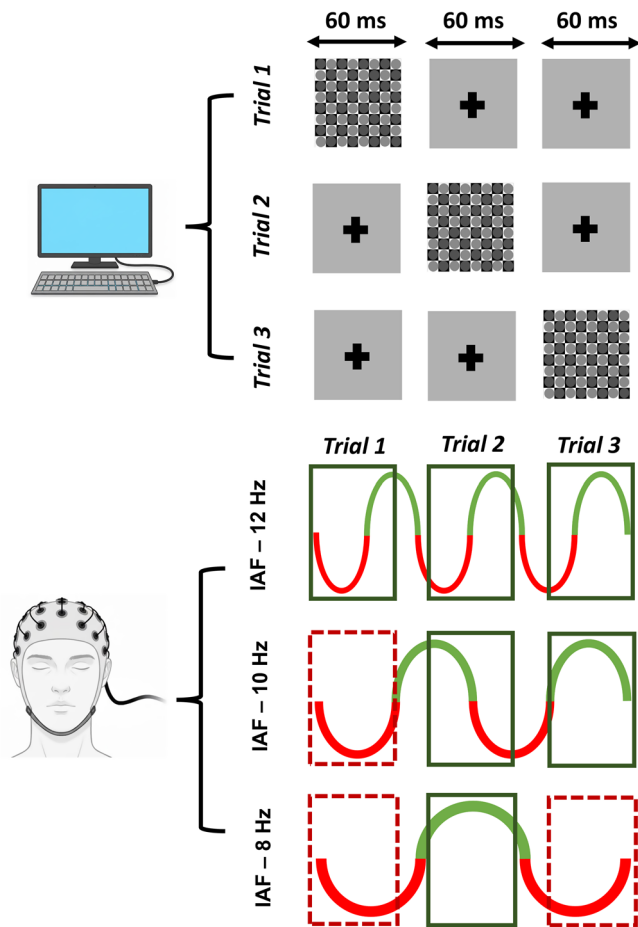 60 ms 60 ms 60 ms
Trial 1
Trial 2
Trial 3
Trial 1 Trial 2 Trial 3
IAF – 12 Hz
IAF – 10 Hz
IAF – 8 Hz